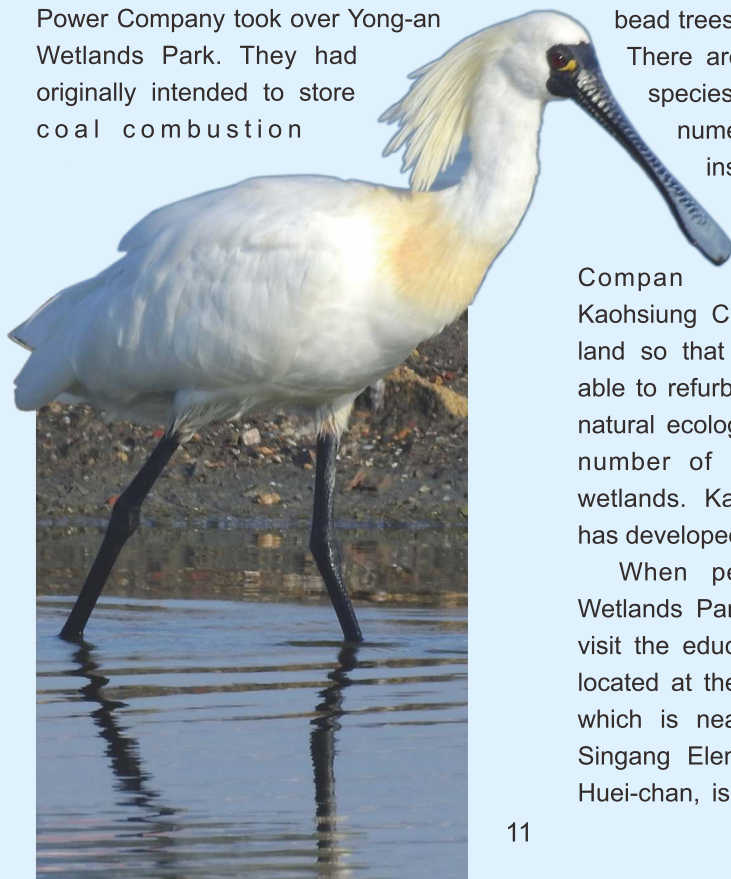 Power Company took over Yong-an
Wetlands Park. They had
originally intended to store
coal combustion
bead trees
There are
species
nume
ins
Compan
Kaohsiung C
land so that
able to refurb
natural ecolog
number of
wetlands. Ka
has developed
When pe
Wetlands Par
visit the educ
located at the
which is nea
Singang Elem
Huei-chan, is
11